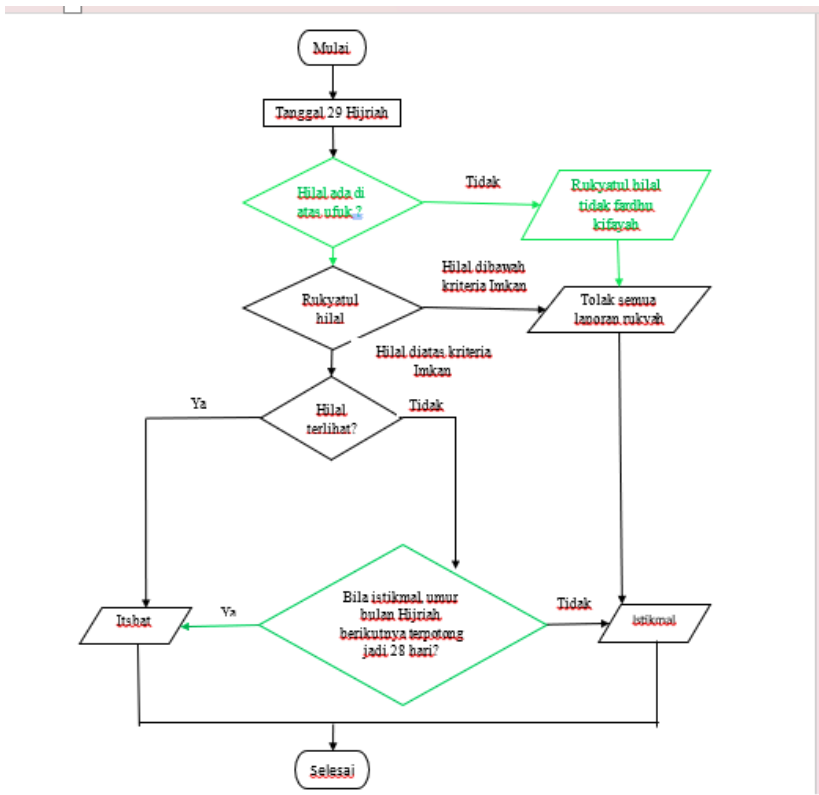 Mulai
Tanggal 29 Hijriah
Hilal ada di
atas ufuk ?
Tidak
Rukyatul hilal
tidak fardhu
kifayah
Rukyatul
hilal
Hilal dibawah
kriteria Imkan
Tolak semua
lanoran rukyah
Hilal diatas kriteria
Imkan
Hilal
terlihat?
Ya
Tidak
Bila istikmal, umur
bulan Hijriah
berikutnya terpotong
jadi 28 hari?
Ya
Itsbat
Tidak
Istikmal
Selesai